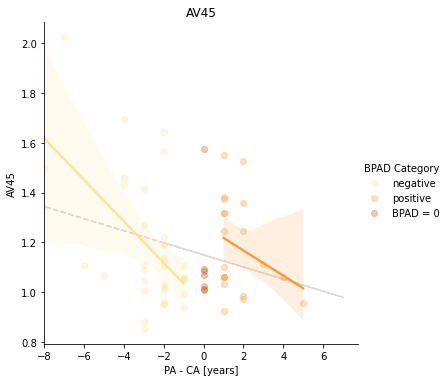 AV45
2.0
1.8
1.6
1.4
1.2
1.0
0.8
AV45
−8 −6 −4 −2 0 2 4 6
PA - CA [years]
BPAD Category
negative
positive
BPAD = 0